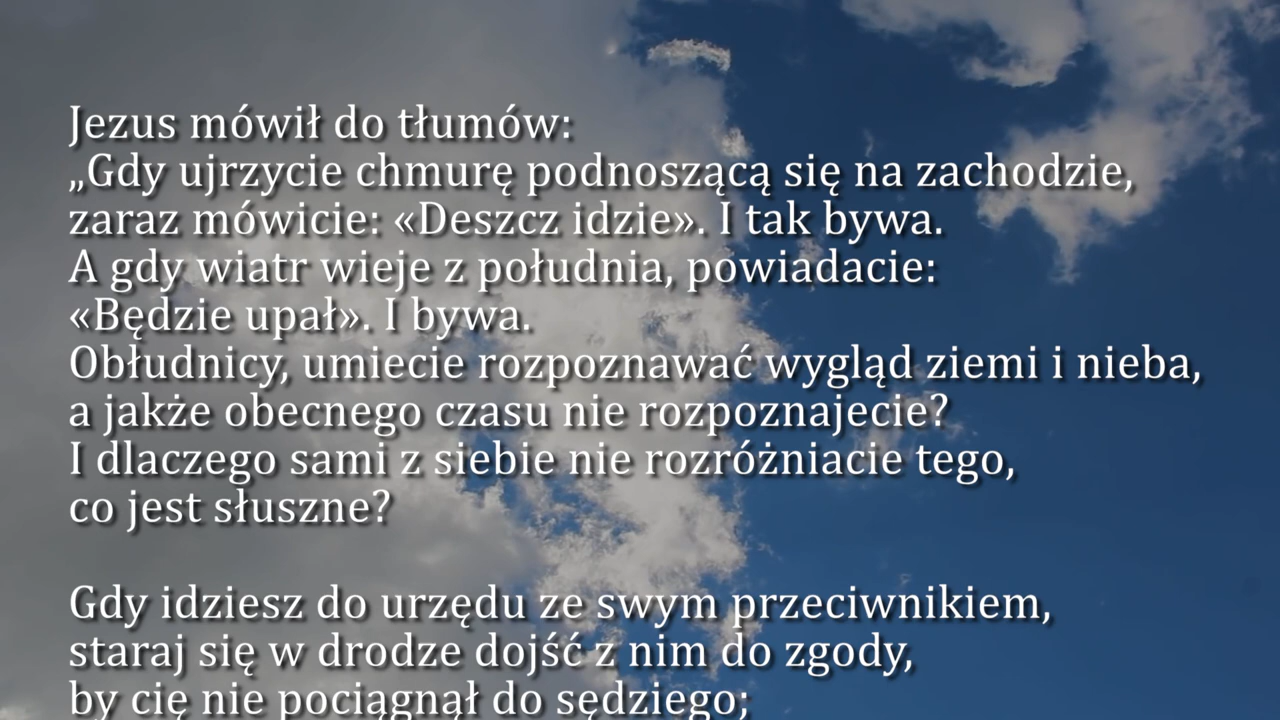 Jezus mówił do tłumów:
„Gdy ujrzycie chmurę podnoszącą się na zachodzie,
zaraz mówicie: «Deszcz idzie». I tak bywa.
A gdy wiatr wieje z południa, powiadacie:
«Będzie upał». I bywa.
Obłudnicy, umiecie rozpoznawać wygląd ziemi i nieba,
a jakże obecnego czasu nie rozpoznajecie?
I dlaczego sami z siebie nie rozróżniacie tego,
co jest słuszne?
Gdy idziesz do urzędu ze swym przeciwnikiem,
staraj się w drodze dojść z nim do zgody,
by cię nie pociągnął do sędziego;